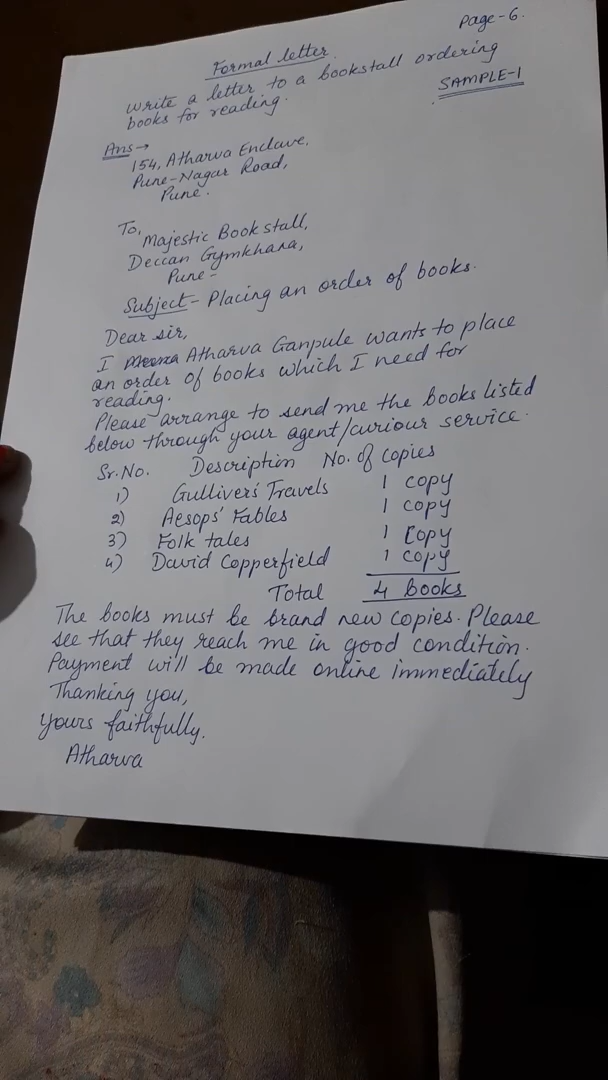 Page-6.
Formal letter.
Write a letter to a bookstall ordering
books for reading.
SAMPLE-1
Ans→
154, Atharva Enclave,
Pune-Nagar Road,
Pune.
To,
Majestic Book stall,
Deccan Gymkhana,
Pune-
Subject- Placing an order of books.
Dear sir,
I Atharva Ganpule wants to place
an order of books which I need for
reading.
Please arrange to send me the books listed
below through your agent/curious service.
Sr. No. Description No. of copies
1) Gulliver's Travels 1 copy
2) Aesops' Fables 1 copy
3) Folk tales 1 copy
4) David Copperfield 1 copy
Total 4 books
The books must be brand new copies. Please
see that they reach me in good condition.
Payment will be made online immediately
Thanking you,
yours faithfully.
Atharva